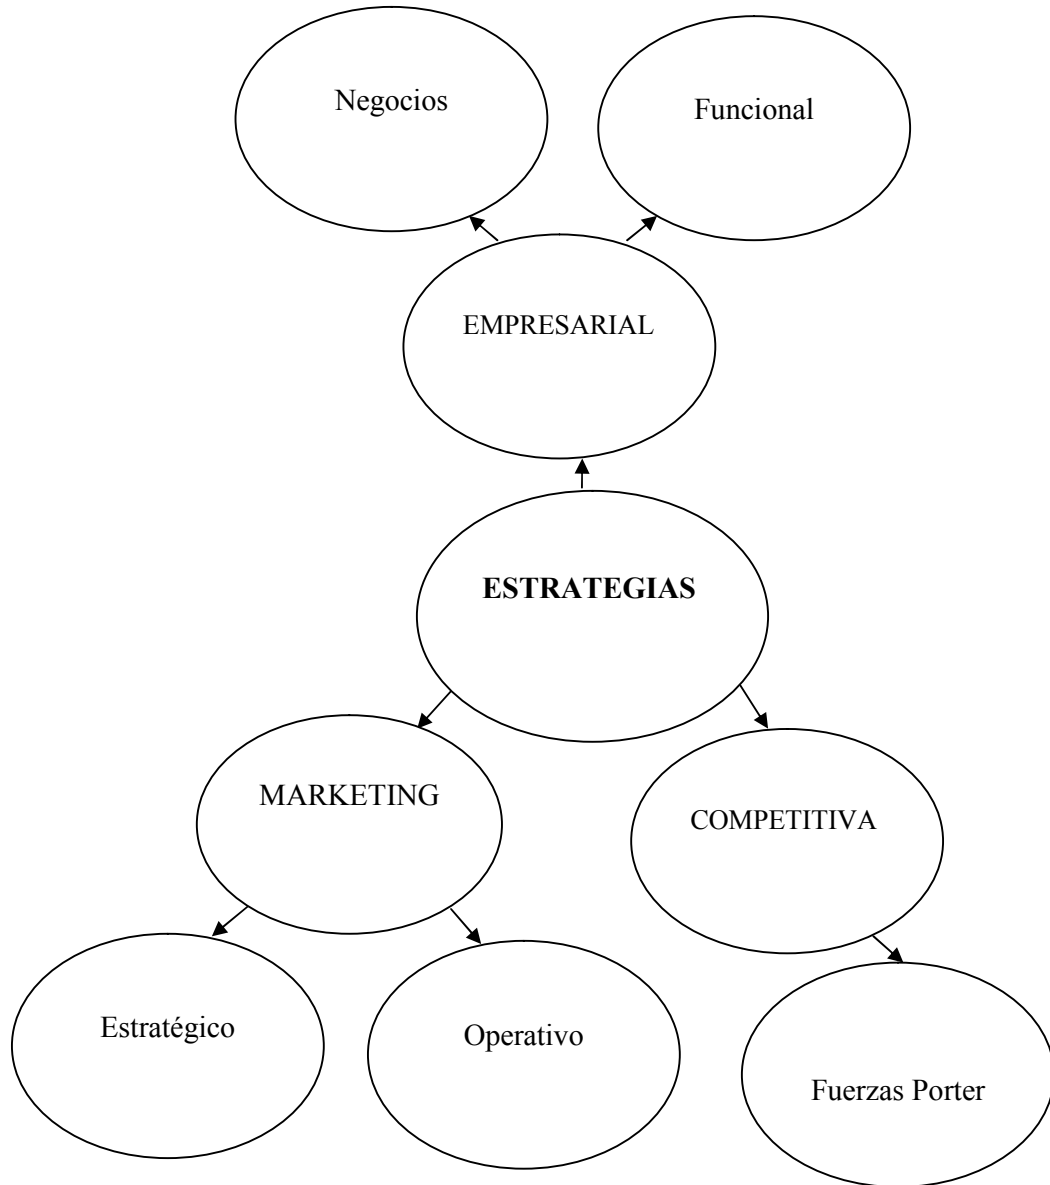 Negocios
Funcional
EMPRESARIAL
ESTRATEGIAS
MARKETING
COMPETITIVA
Estratégico
Operativo
Fuerzas Porter